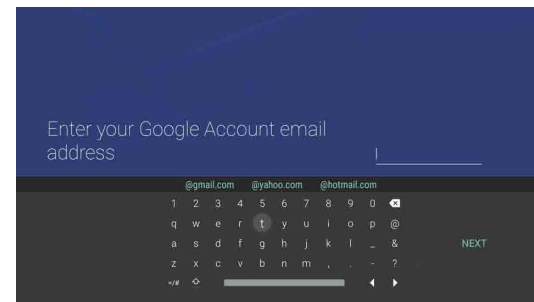 Enter your Google Account email
address
@gmail.com @yahoo.com @hotmail.com
1 2 3 4 5 6 7 8 9 0
q w e r t y u i o p @
a s d f g h j k l _ & NEXT
z x c v b n m , . - ?
=/#